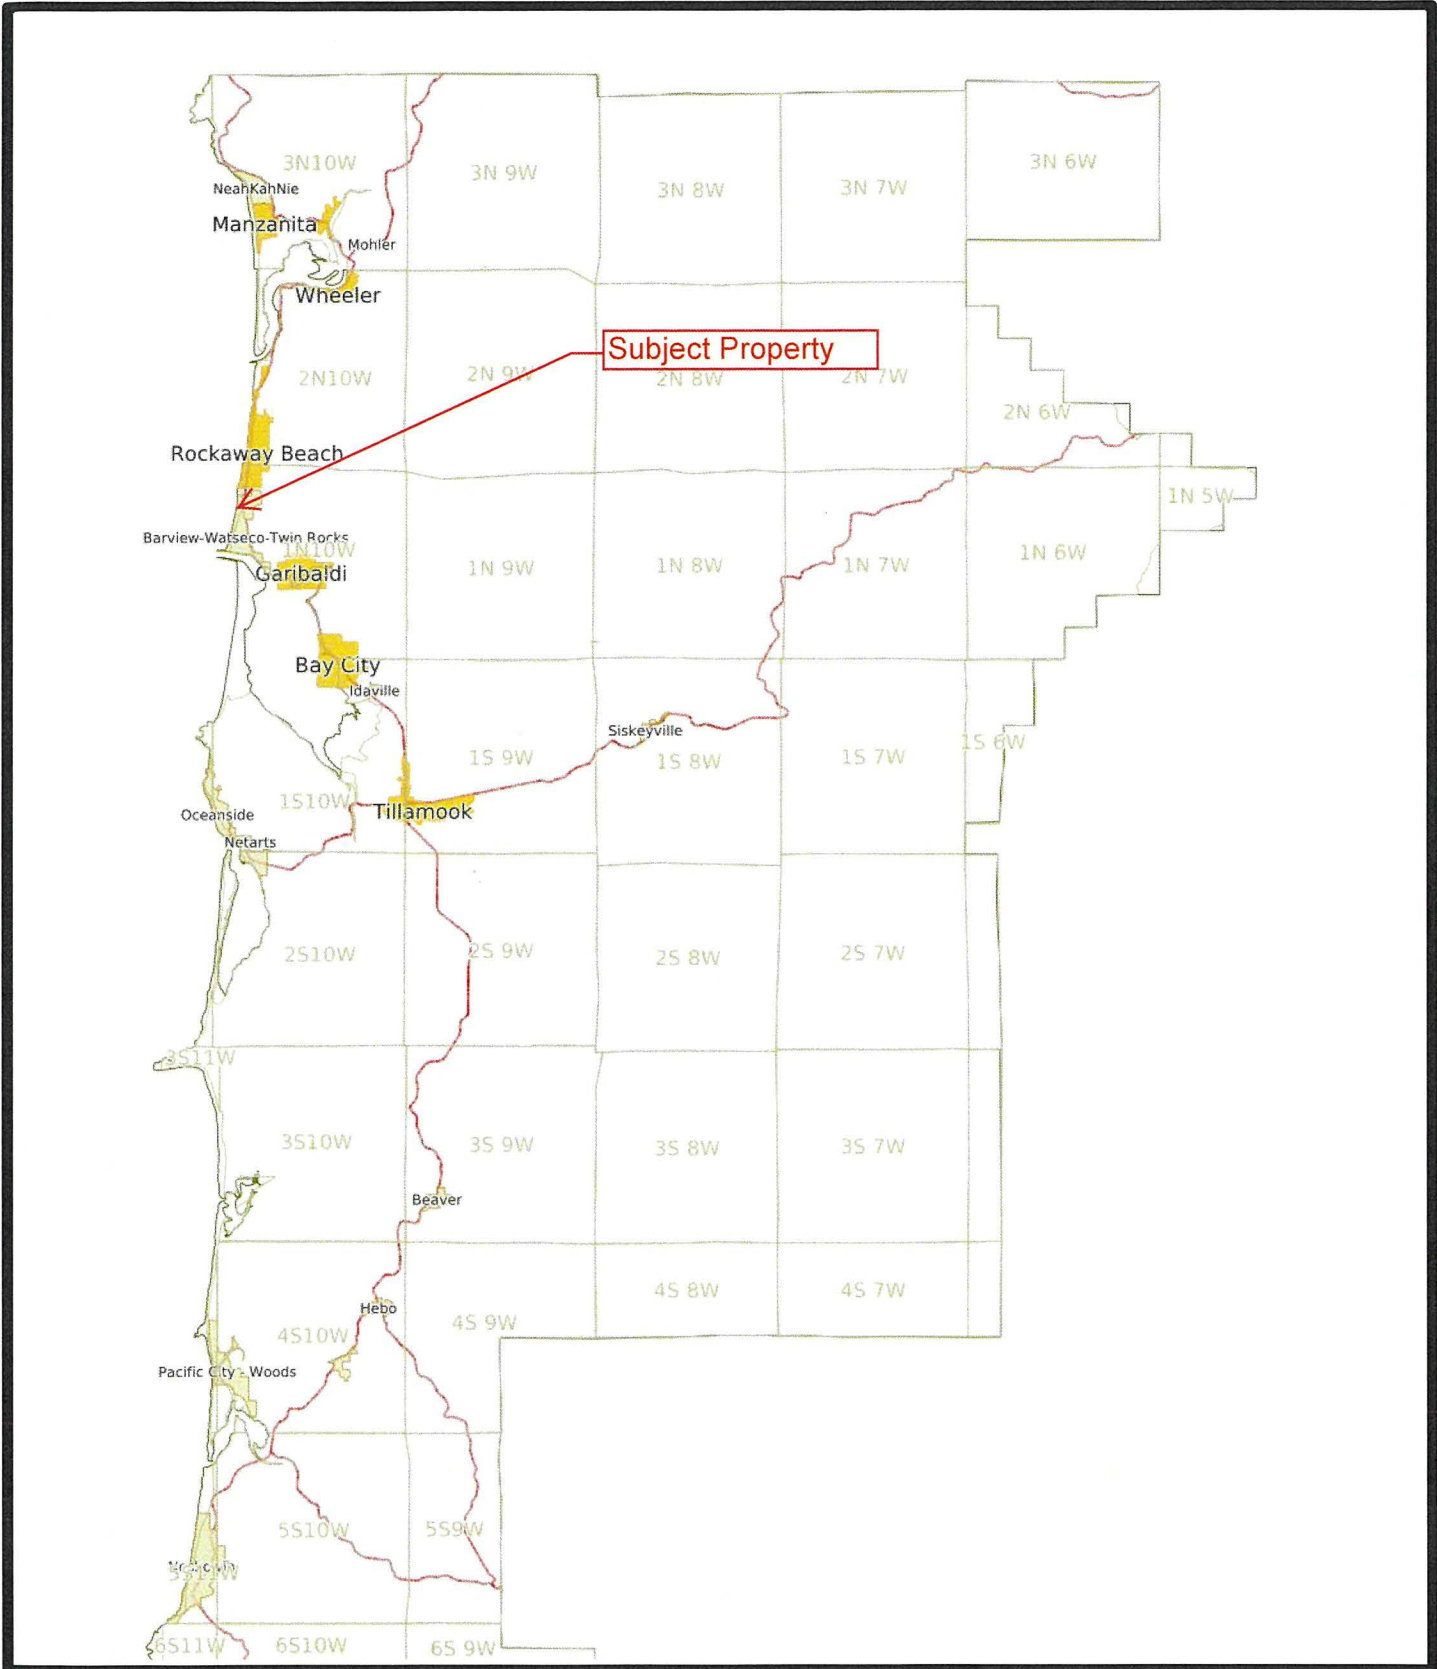 3N10W
3N 9W
3N 8W
3N 7W
3N 6W
NeahKahNie
Manzanita
Mohler
Wheeler
Subject Property
2N10W
2N 9W
2N 8W
2N 7W
2N 6W
Rockaway Beach
1N 5W
Barview-Watseco-Twin Rocks
1N10W
1N 9W
1N 8W
1N 7W
1N 6W
Garibaldi
Bay City
Idaville
Siskeyville
1S 9W
1S 8W
1S 7W
1S 6W
1S10W
Tillamook
Oceanside
Netarts
2S10W
2S 9W
2S 8W
2S 7W
3S11W
3S10W
3S 9W
3S 8W
3S 7W
Beaver
4S 8W
4S 7W
Hebo
4S10W
4S 9W
Pacific City - Woods
5S10W
5S9W
5S11W
6S11W
6S10W
6S 9W